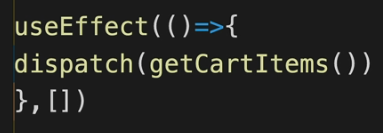 useEffect(()=>{
dispatch(getCartItems())
},[])